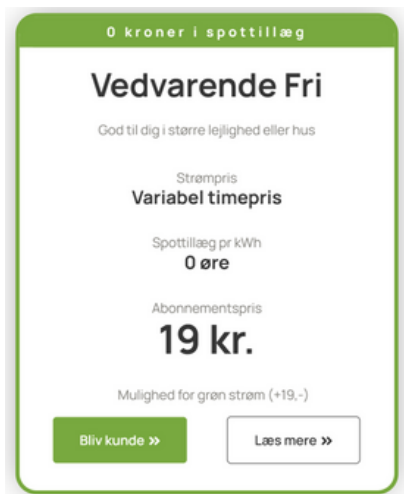 0 kroner i spottillæg
Vedvarende Fri
God til dig i større lejlighed eller hus
Strømpris
Variabel timepris
Spottillæg pr kWh
0 øre
Abonnementspris
19 kr.
Mulighed for grøn strøm (+19,-)
Bliv kunde »
Læs mere »